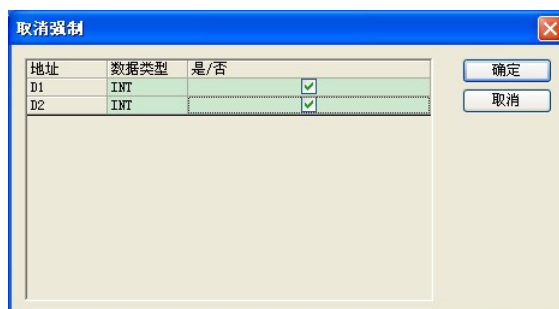 取消强制
地址 数据类型 是/否
D1 INT
D2 INT
确定
取消